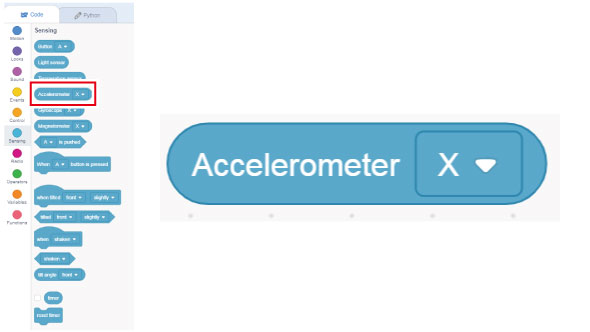 Code
Python
Sensing
Motion
Looks
Sound
Events
Control
Sensing
Radio
Operators
Variables
Functions
Button A
Light sensor
Accelerometer X
Magnetometer X
A is pushed
When A button is pressed
when tilted front slightly
tilted front slightly
when shaken
shaken
tilt angle front
timer
reset timer
Accelerometer X